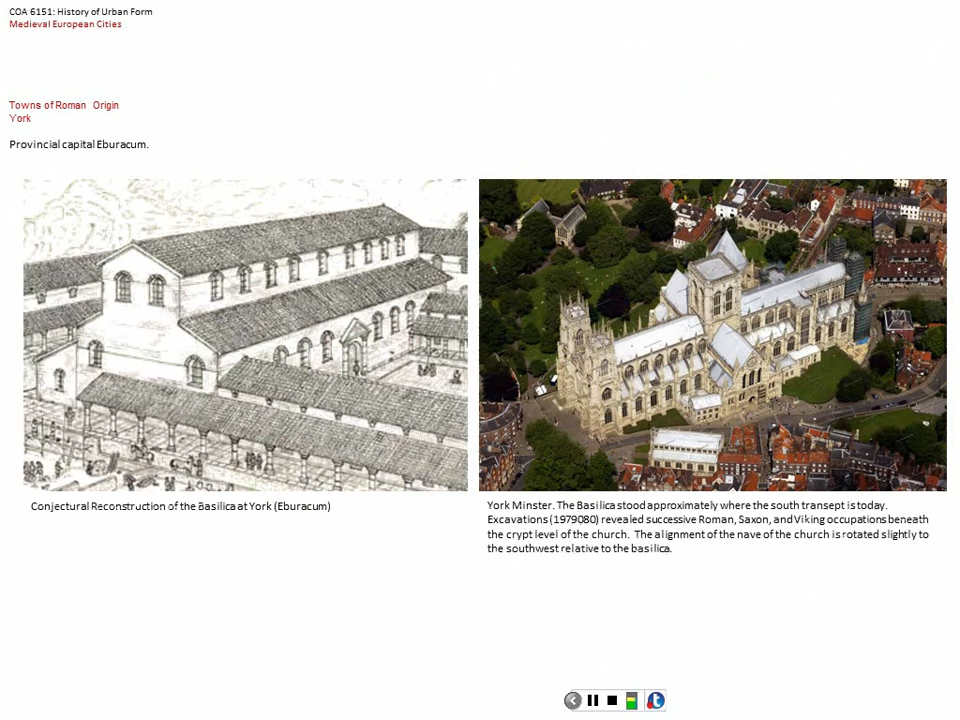 COA 6151: History of Urban Form
Medieval European Cities
Towns of Roman Origin
York
Provincial capital Eburacum.
Conjectural Reconstruction of the Basilica at York (Eburacum)
York Minster. The Basilica stood approximately where the south transept is today.
Excavations (1979080) revealed successive Roman, Saxon, and Viking occupations beneath
the crypt level of the church. The alignment of the nave of the church is rotated slightly to
the southwest relative to the basilica.
t